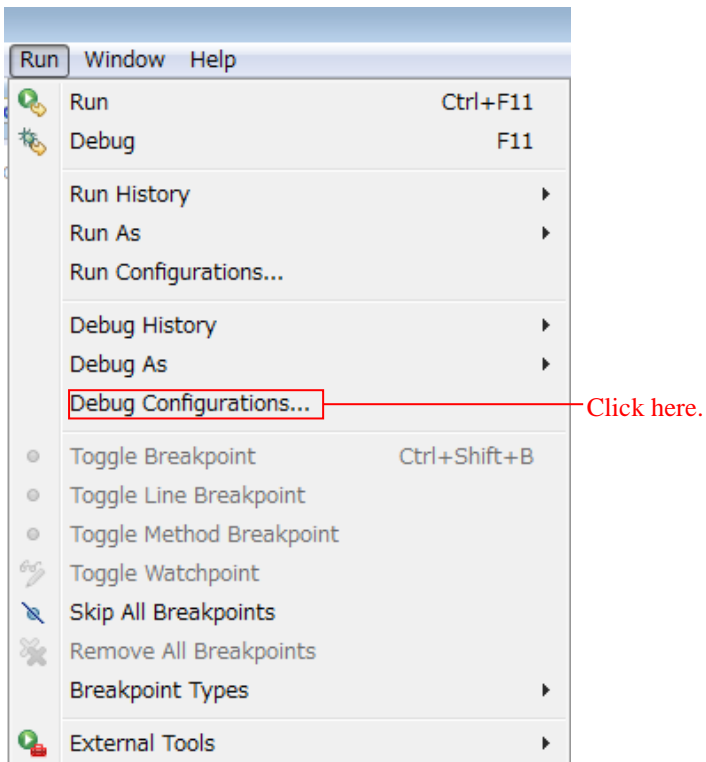 Run Window Help
Run Ctrl+F11
Debug F11
Run History
Run As
Run Configurations...
Debug History
Debug As
Debug Configurations...
Click here.
Toggle Breakpoint Ctrl+Shift+B
Toggle Line Breakpoint
Toggle Method Breakpoint
Toggle Watchpoint
Skip All Breakpoints
Remove All Breakpoints
Breakpoint Types
External Tools